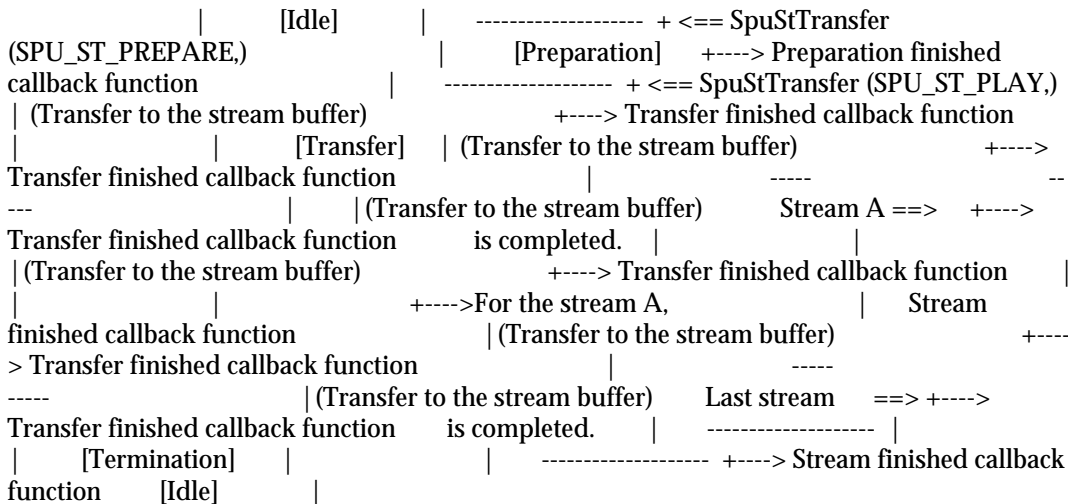 | [Idle] | -------------------- + <== SpuStTransfer
(SPU_ST_PREPARE,) | [Preparation] +----> Preparation finished
callback function | -------------------- + <== SpuStTransfer (SPU_ST_PLAY,)
| (Transfer to the stream buffer) +----> Transfer finished callback function
| | [Transfer] | (Transfer to the stream buffer) +---->
Transfer finished callback function | ----- --
--- | | (Transfer to the stream buffer) Stream A ==> +---->
Transfer finished callback function is completed. | |
| (Transfer to the stream buffer) +----> Transfer finished callback function |
| | +---->For the stream A, | Stream
finished callback function | (Transfer to the stream buffer) +----
> Transfer finished callback function | -----
----- | (Transfer to the stream buffer) Last stream ==> +---->
Transfer finished callback function is completed. | -------------------- |
| [Termination] | | -------------------- +----> Stream finished callback
function [Idle] |